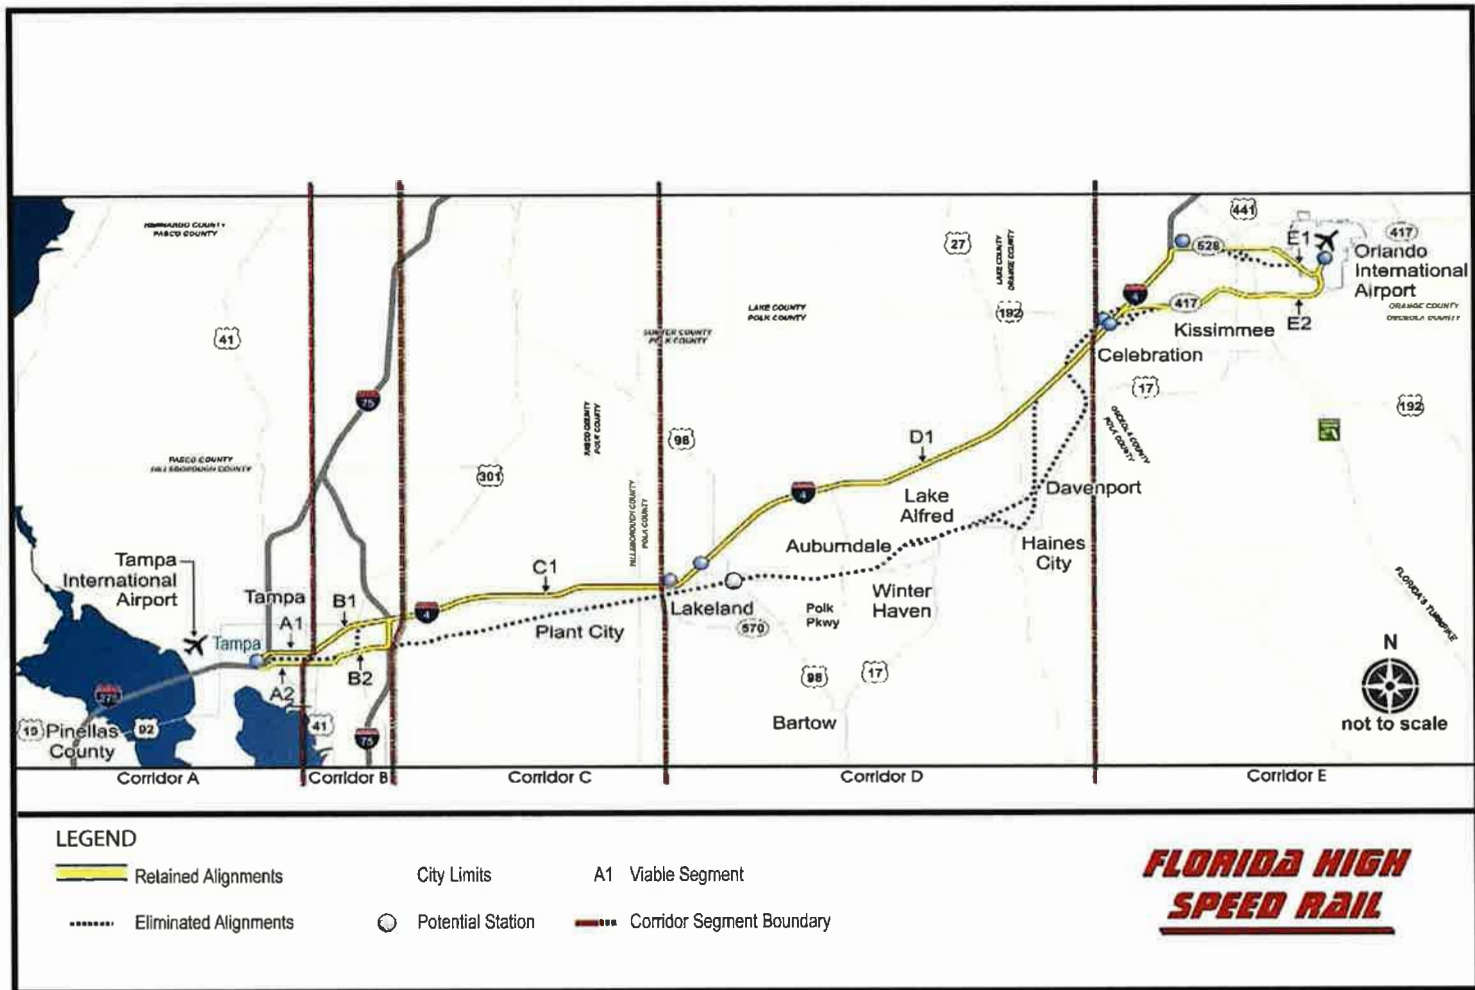 441
417
528
E1
27
LAKE COUNTY
ORANGE COUNTY
Orlando
International
Airport
HERNANDO COUNTY
PASCO COUNTY
4
417
ORANGE COUNTY
OSCEOLA COUNTY
LAKE COUNTY
POLK COUNTY
192
Kissimmee
E2
41
SUMTER COUNTY
POLK COUNTY
Celebration
17
75
192
PASCO COUNTY
POLK COUNTY
98
D1
OSCEOLA COUNTY
POLK COUNTY
PASCO COUNTY
HILLSBOROUGH COUNTY
301
4
Davenport
HILLSBOROUGH COUNTY
POLK COUNTY
Lake
Alfred
Auburndale
Haines
City
Tampa
International
Airport
C1
Winter
Haven
FLORIDA'S TURNPIKE
Tampa
B1
4
Lakeland
Polk
Pkwy
A1
Plant City
570
Tampa
N
A2
B2
98
17
275
not to scale
19
Pinellas
County
92
41
75
Bartow
Corridor A
Corridor B
Corridor C
Corridor D
Corridor E
LEGEND
Retained Alignments
City Limits
A1 Viable Segment
Eliminated Alignments
Potential Station
Corridor Segment Boundary
FLORIDA HIGH
SPEED RAIL